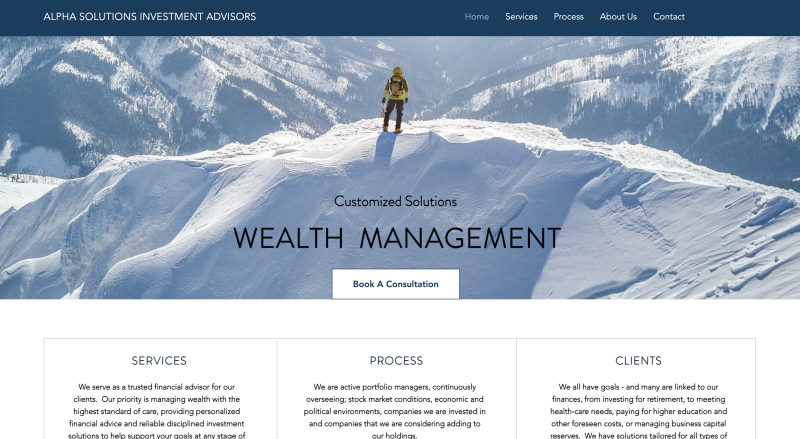 ALPHA SOLUTIONS INVESTMENT ADVISORS
Home Services Process About Us Contact
Customized Solutions
WEALTH MANAGEMENT
Book A Consultation
SERVICES
We serve as a trusted financial advisor for our
clients. Our priority is managing wealth with the
highest standard of care, providing personalized
financial advice and reliable disciplined investment
solutions to help support your goals at any stage of
PROCESS
We are active portfolio managers, continuously
overseeing; stock market conditions, economic and
political environments, companies we are invested in
and companies that we are considering adding to
our holdings.
CLIENTS
We all have goals - and many are linked to our
finances, from investing for retirement, to meeting
health-care needs, paying for higher education and
other foreseen costs, or managing business capital
reserves. We have solutions tailored for all types of